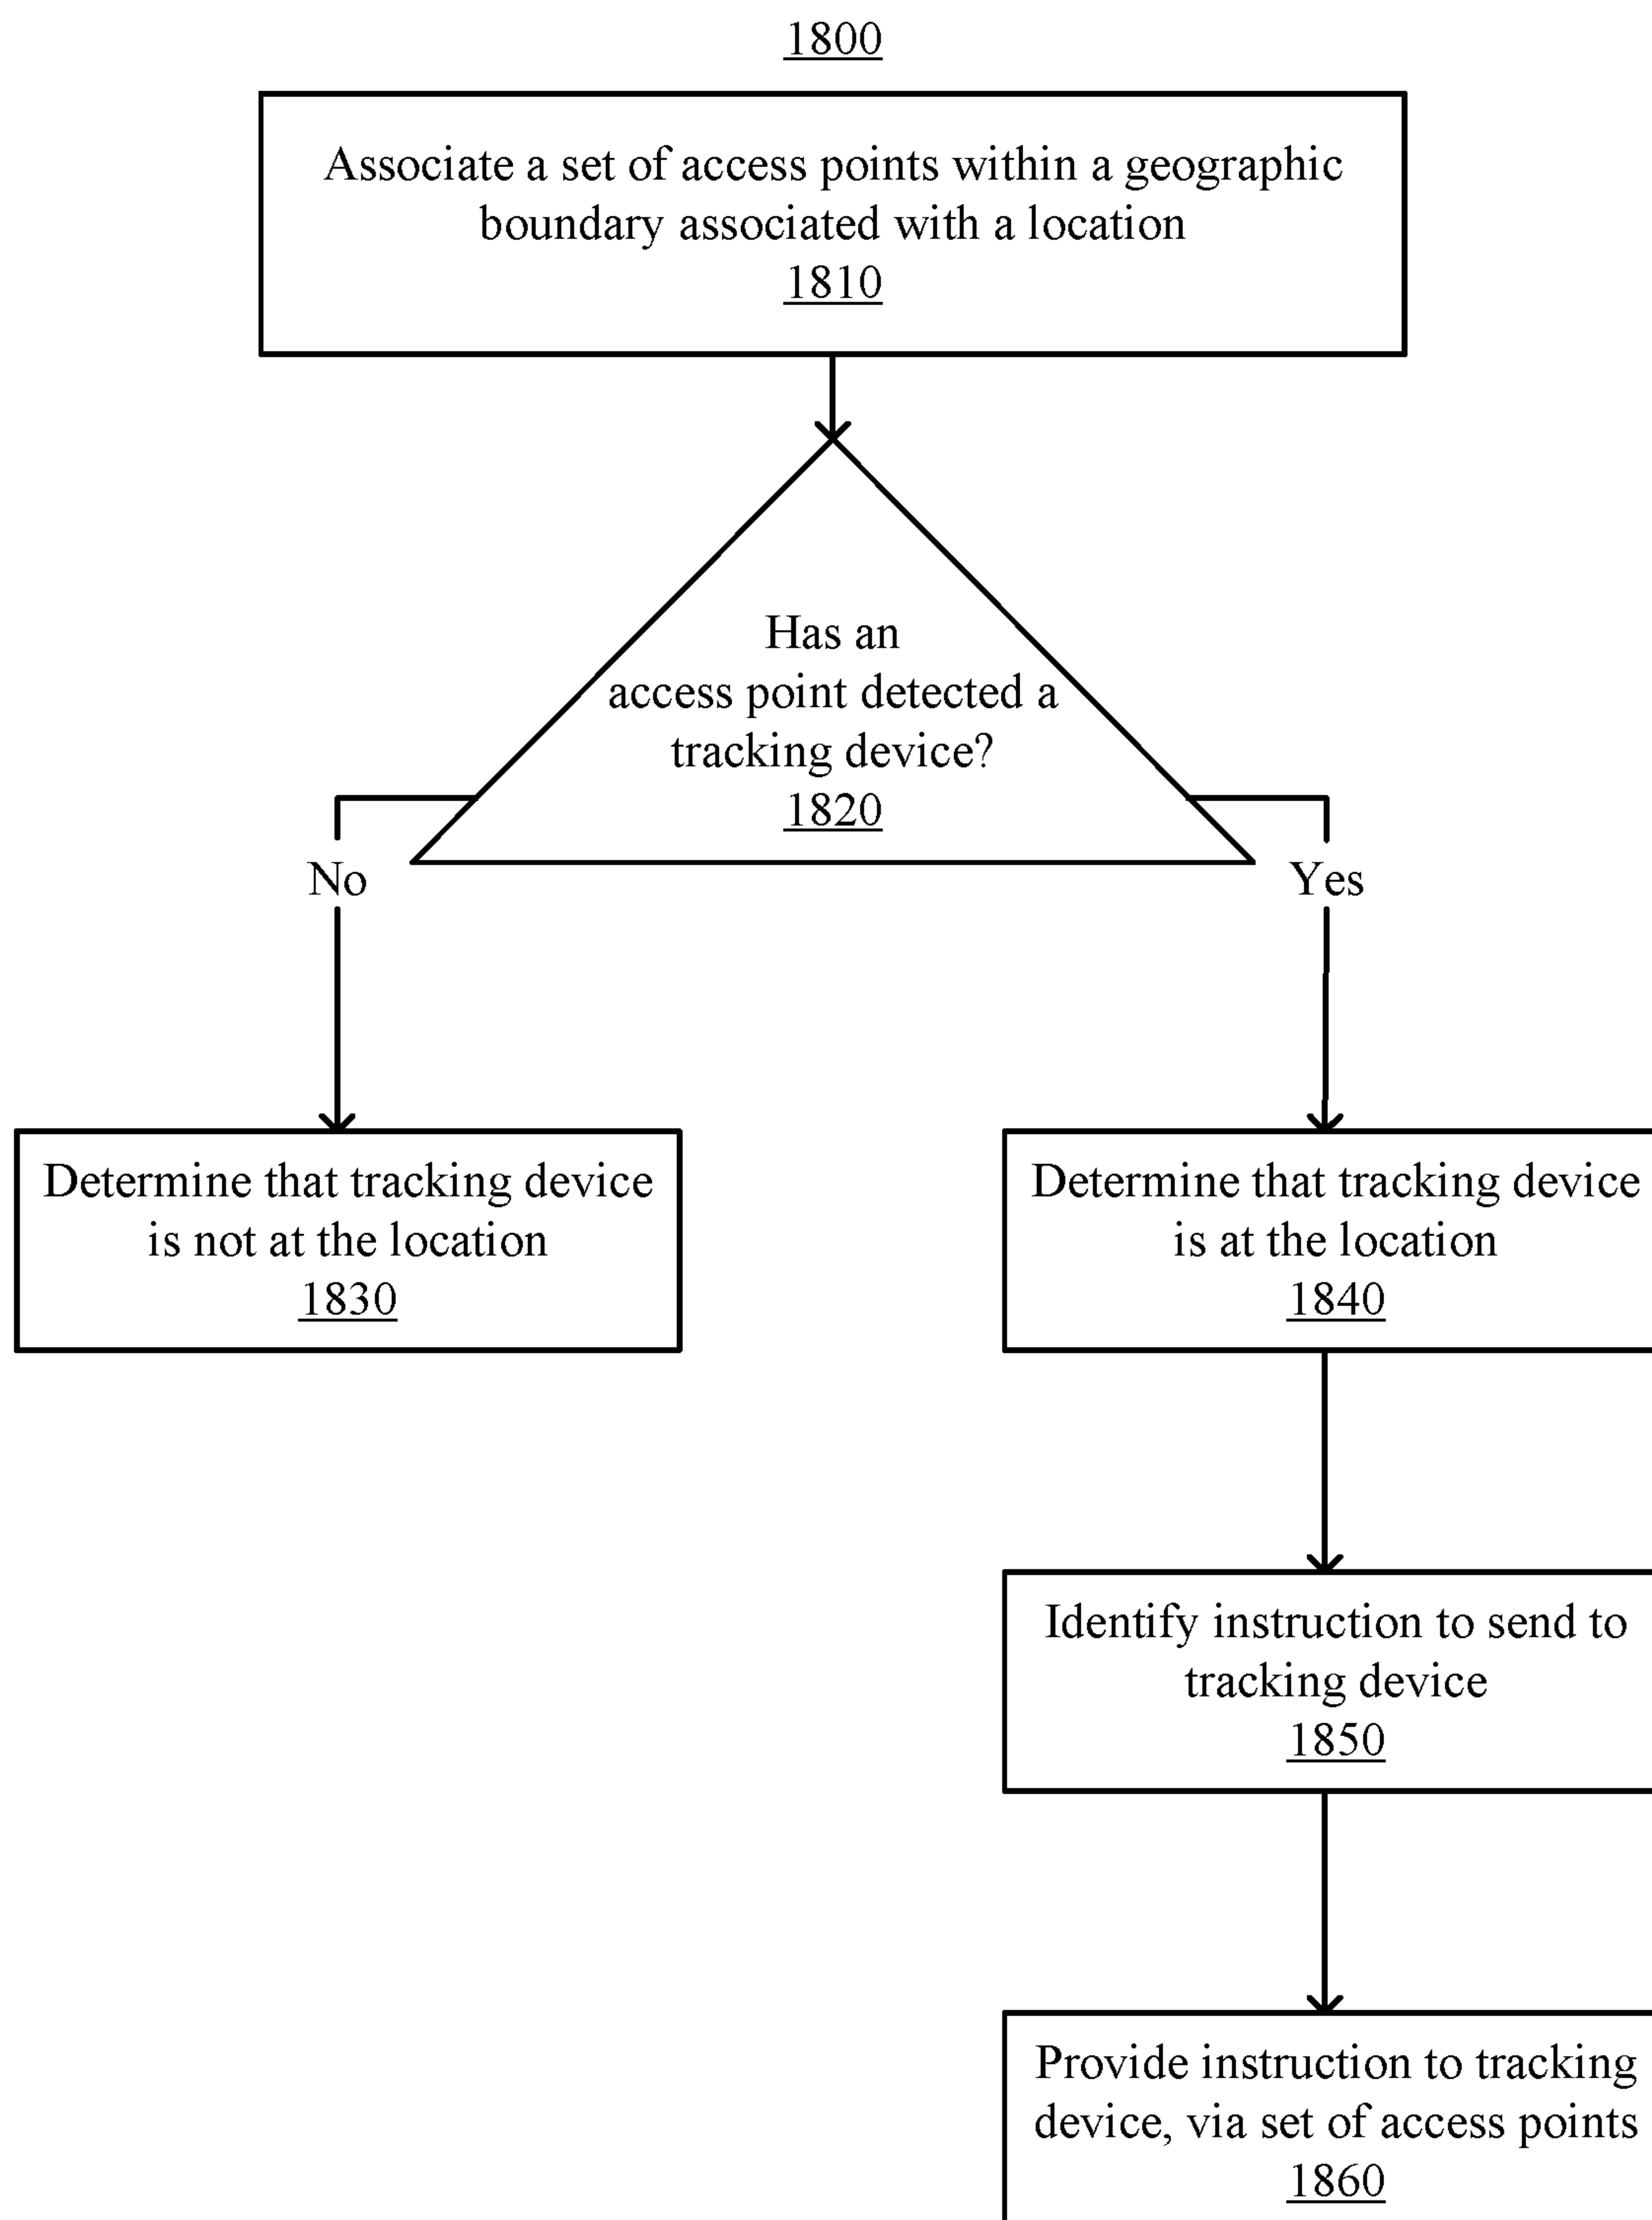 1800
Associate a set of access points within a geographic
boundary associated with a location
1810
Has an
access point detected a
tracking device?
1820
No
Yes
Determine that tracking device
is not at the location
1830
Determine that tracking device
is at the location
1840
Identify instruction to send to
tracking device
1850
Provide instruction to tracking
device, via set of access points
1860